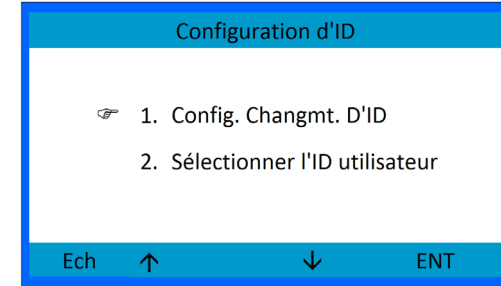 Configuration d'ID
☞ 1. Config. Changmt. D'ID
2. Sélectionner l'ID utilisateur
Ech ↑ ↓ ENT